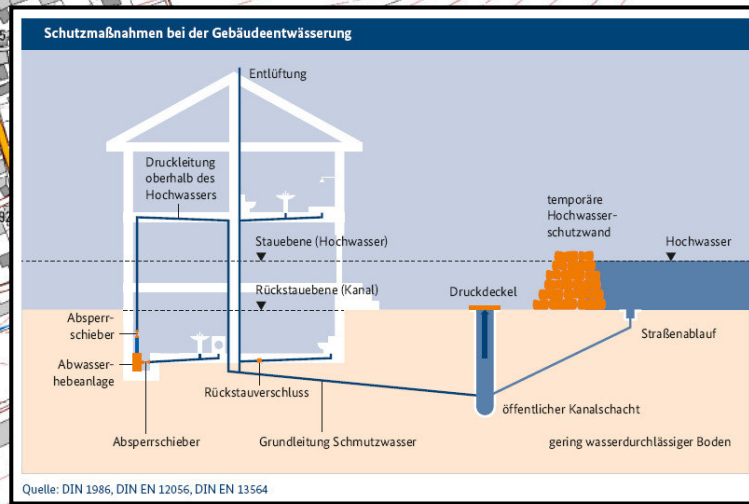 Schutzmaßnahmen bei der Gebäudeentwässerung
Entlüftung
Druckleitung
oberhalb des
Hochwassers
temporäre
Hochwasser-
schutzwand
Stauebene (Hochwasser)
Hochwasser
Rückstauebene (Kanal)
Druckdeckel
Absperr-
schieber
Straßenablauf
Abwasser-
hebeanlage
Rückstauverschluss
öffentlicher Kanalschacht
Absperrschieber
Grundleitung Schmutzwasser
gering wasserdurchlässiger Boden
Quelle: DIN 1986, DIN EN 12056, DIN EN 13564